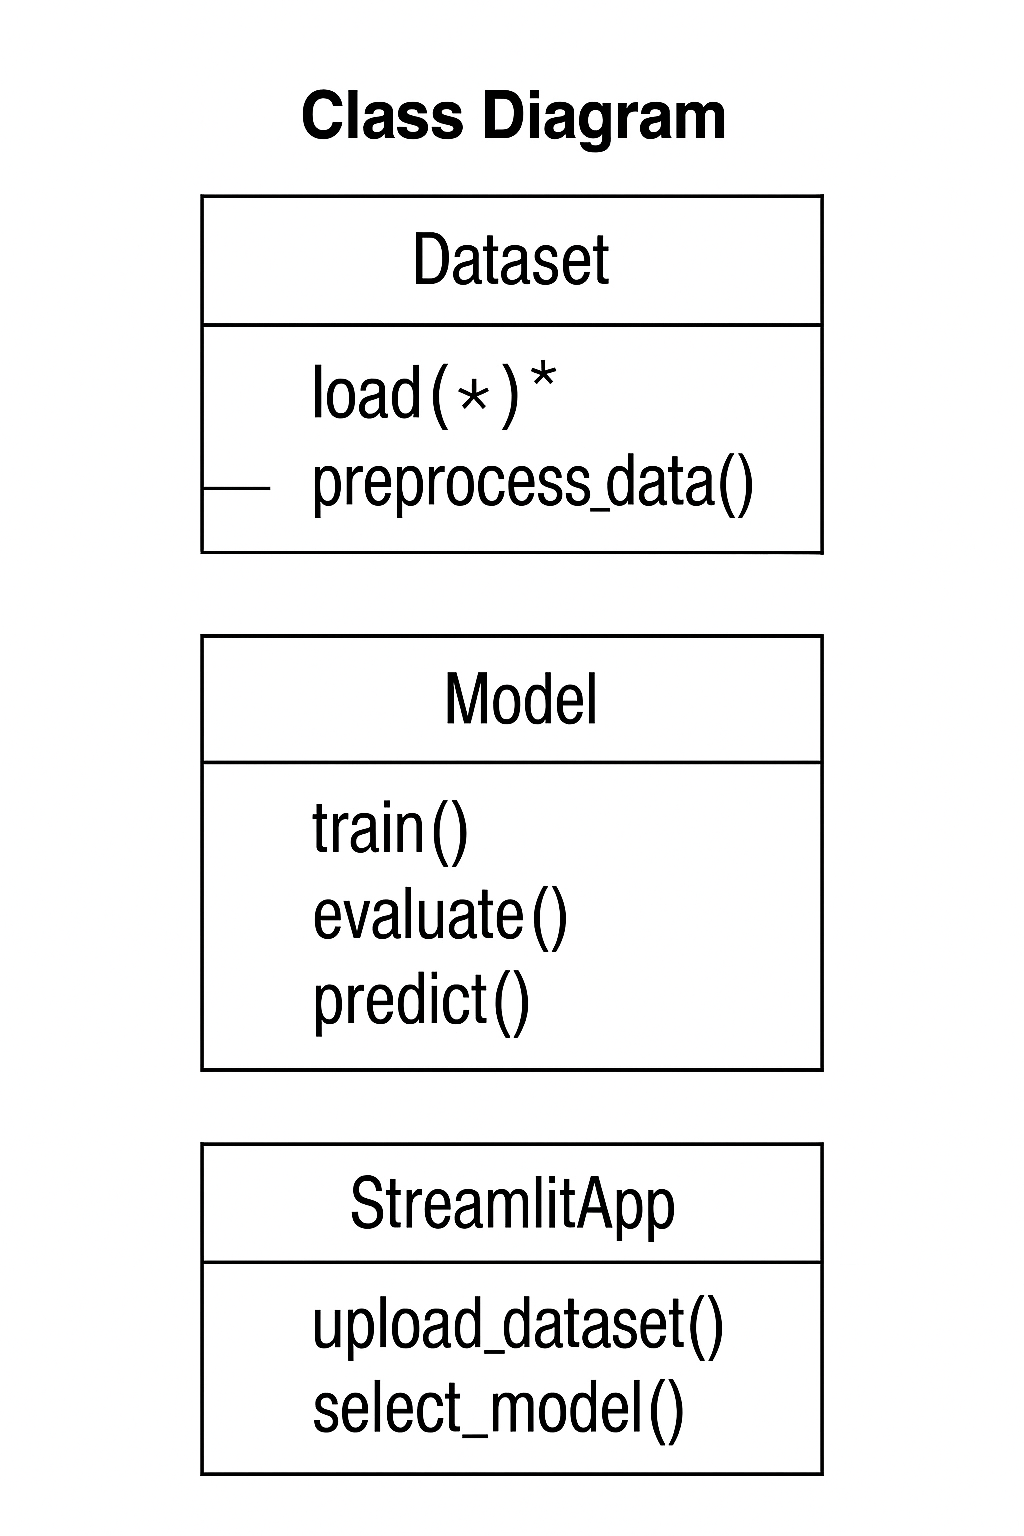 Class Diagram
Dataset
load(*)*
preprocess_data()
Model
train()
evaluate()
predict()
StreamlitApp
upload_dataset()
select_model()